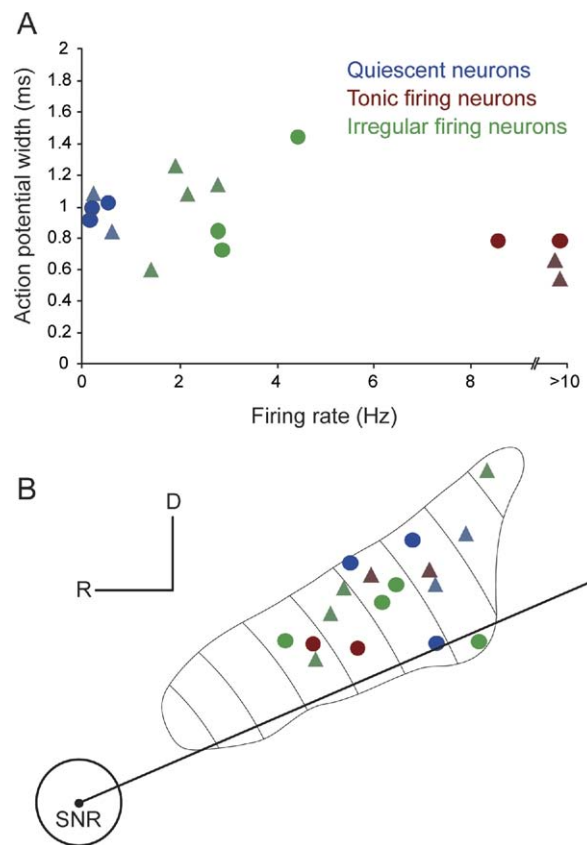 A
Action potential width (ms)
2
1.8
1.6
1.4
1.2
1
0.8
0.6
0.4
0.2
0
Quiescent neurons
Tonic firing neurons
Irregular firing neurons
0 2 4 6 8 >10
Firing rate (Hz)
B
D
R
SNR